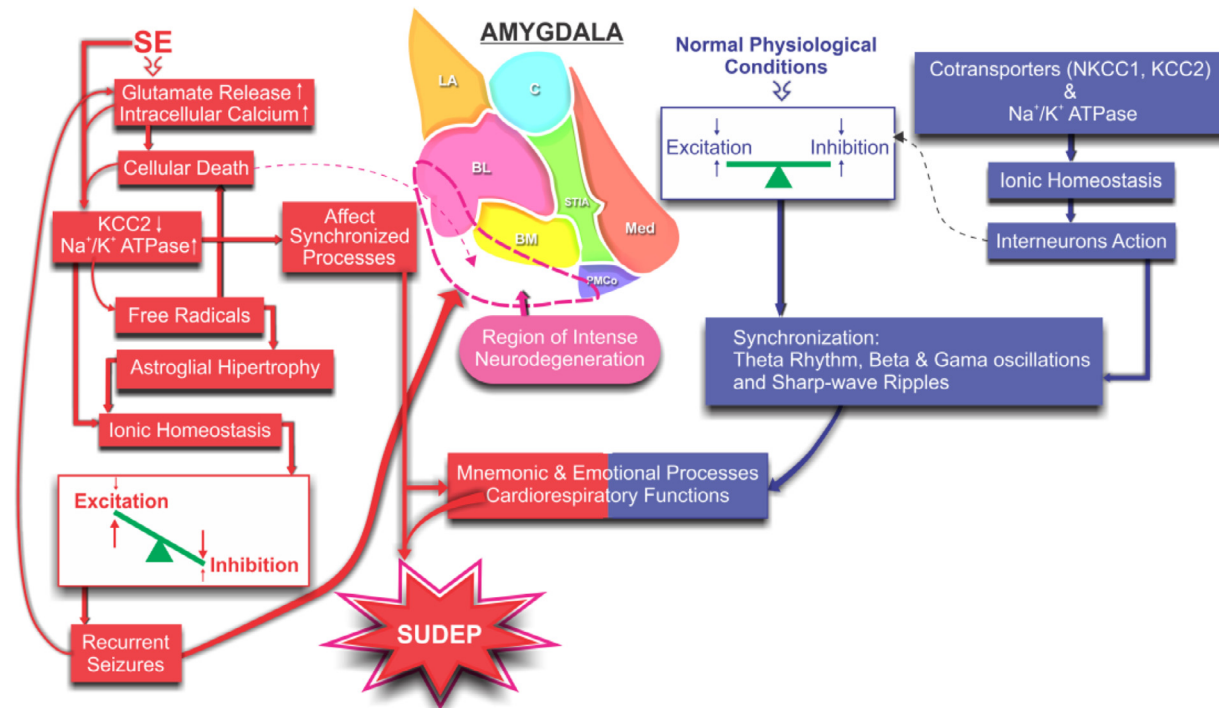 SE
Glutamate Release ↑
Intracellular Calcium ↑
Cellular Death
KCC2 ↓
Na⁺/K⁺ ATPase ↑
Free Radicals
Astroglial Hipertrophy
Ionic Homeostasis
Excitation
Inhibition
Recurrent
Seizures
Affect
Synchronized
Processes
AMYGDALA
LA
C
BL
STIA
BM
Med
PMCo
Region of Intense
Neurodegeneration
Mnemonic & Emotional Processes
Cardiorespiratory Functions
SUDEP
Normal Physiological
Conditions
Excitation
Inhibition
Cotransporters (NKCC1, KCC2)
&
Na⁺/K⁺ ATPase
Ionic Homeostasis
Interneurons Action
Synchronization:
Theta Rhythm, Beta & Gama oscillations
and Sharp-wave Ripples